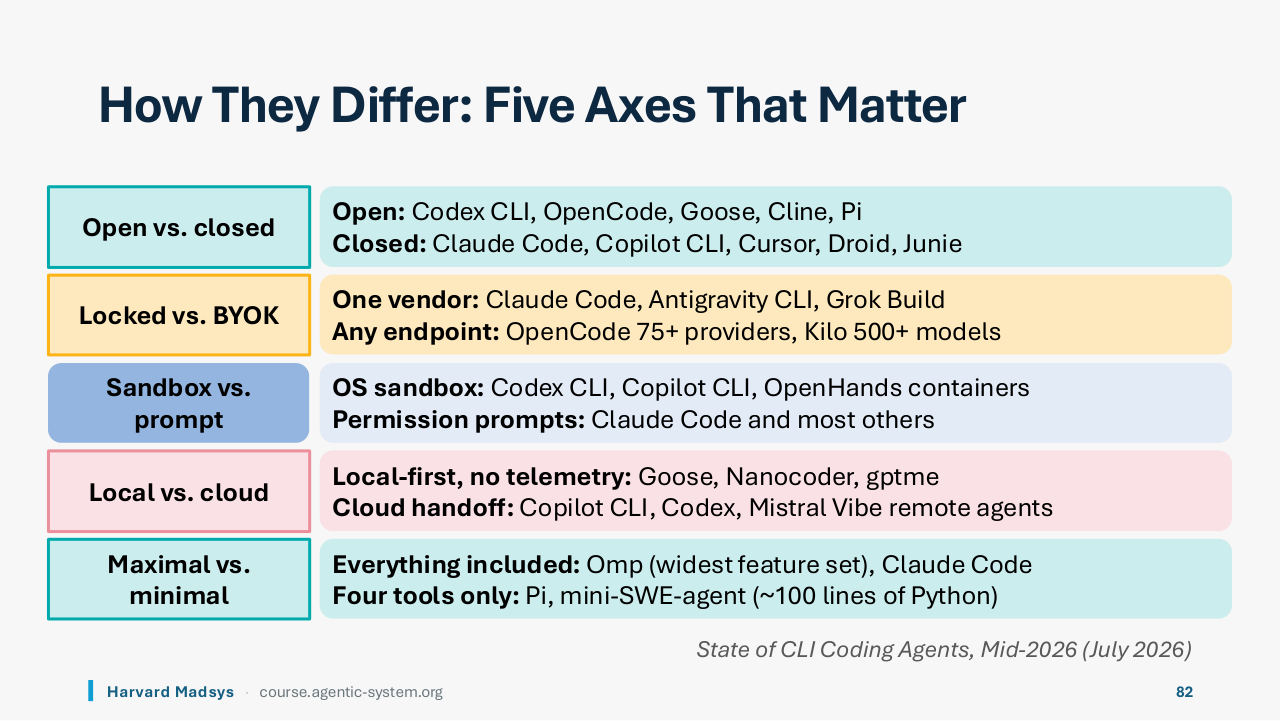 How They Differ: Five Axes That Matter
Open vs. closed
Open: Codex CLI, OpenCode, Goose, Cline, Pi
Closed: Claude Code, Copilot CLI, Cursor, Droid, Junie
Locked vs. BYOK
One vendor: Claude Code, Antigravity CLI, Grok Build
Any endpoint: OpenCode 75+ providers, Kilo 500+ models
Sandbox vs.
prompt
OS sandbox: Codex CLI, Copilot CLI, OpenHands containers
Permission prompts: Claude Code and most others
Local vs. cloud
Local-first, no telemetry: Goose, Nanocoder, gptme
Cloud handoff: Copilot CLI, Codex, Mistral Vibe remote agents
Maximal vs.
minimal
Everything included: Omp (widest feature set), Claude Code
Four tools only: Pi, mini-SWE-agent (~100 lines of Python)
State of CLI Coding Agents, Mid-2026 (July 2026)
Harvard Madsys · course.agentic-system.org
82